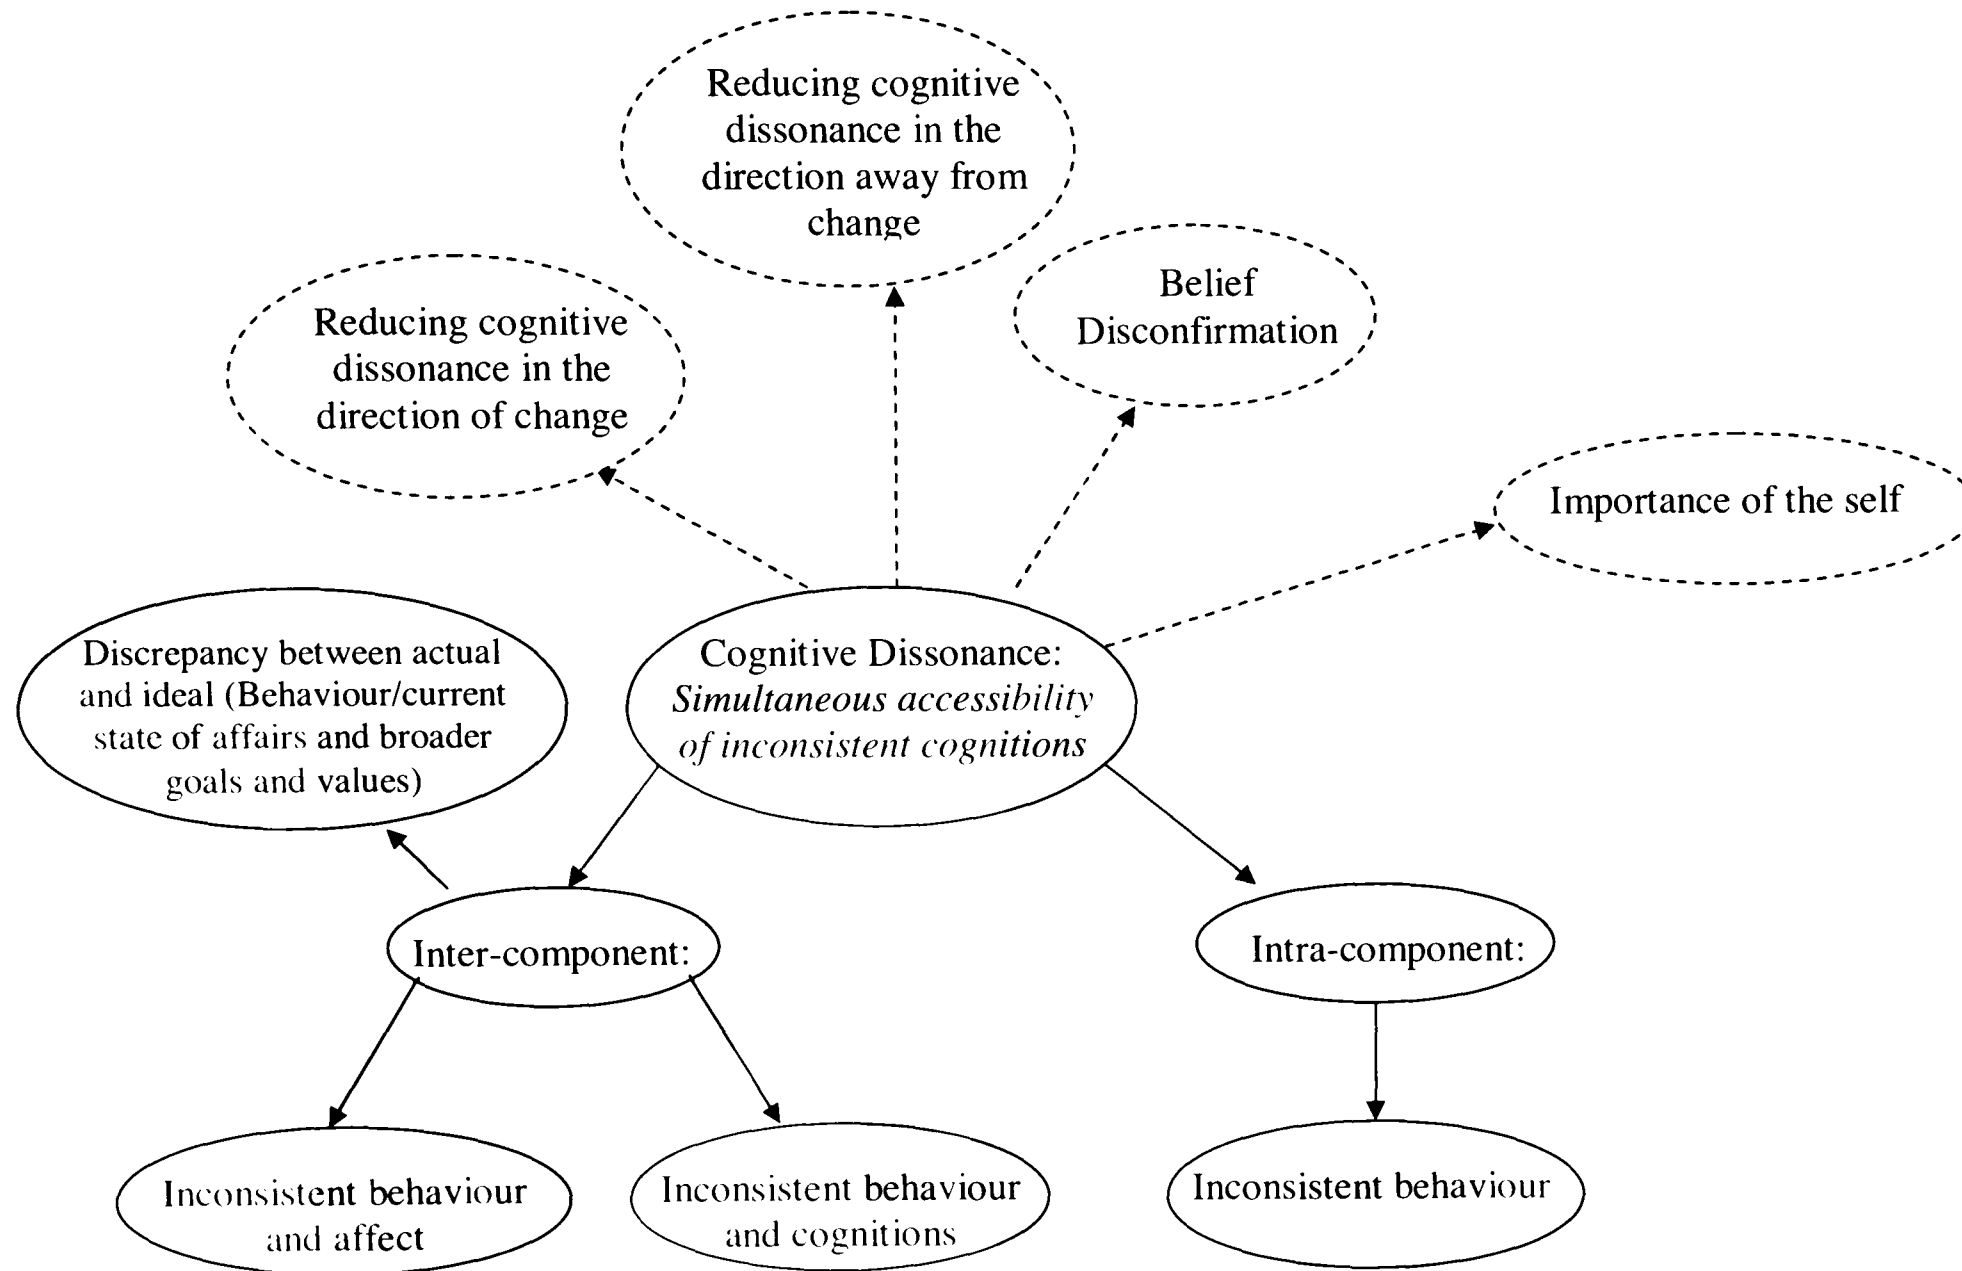 Reducing cognitive
dissonance in the
direction away from
change
Belief
Disconfirmation
Reducing cognitive
dissonance in the
direction of change
Importance of the self
Discrepancy between actual
and ideal (Behaviour/current
state of affairs and broader
goals and values)
Cognitive Dissonance:
Simultaneous accessibility
of inconsistent cognitions
Inter-component:
Intra-component:
Inconsistent behaviour
and affect
Inconsistent behaviour
and cognitions
Inconsistent behaviour